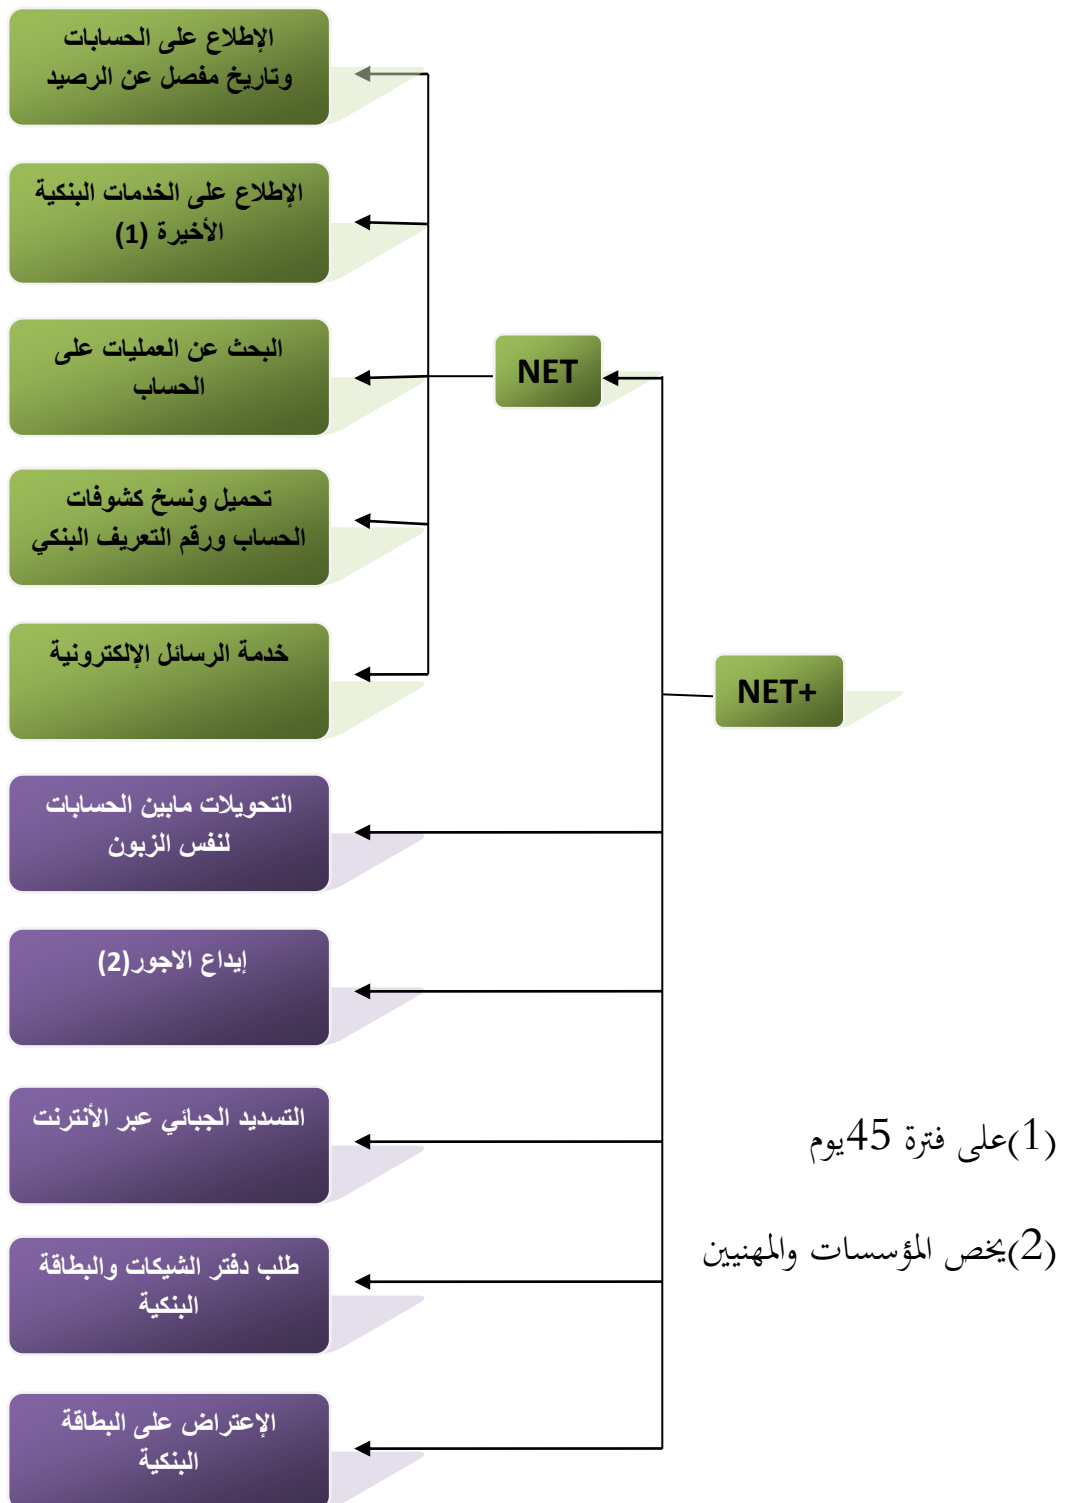 الإطلاع على الحسابات
وتاريخ مفصل عن الرصيد
الإطلاع على الخدمات البنكية
الأخيرة (1)
البحث عن العمليات على
الحساب
NET
تحميل ونسخ كشوفات
الحساب ورقم التعريف البنكي
خدمة الرسائل الإلكترونية
NET+
التحويلات مابين الحسابات
لنفس الزبون
إيداع الاجور(2)
التسديد الجبائي عبر الأنترنت
(1)على فترة 45يوم
طلب دفتر الشيكات والبطاقة
البنكية
(2)يخص المؤسسات والمهنيين
الإعتراض على البطاقة
البنكية